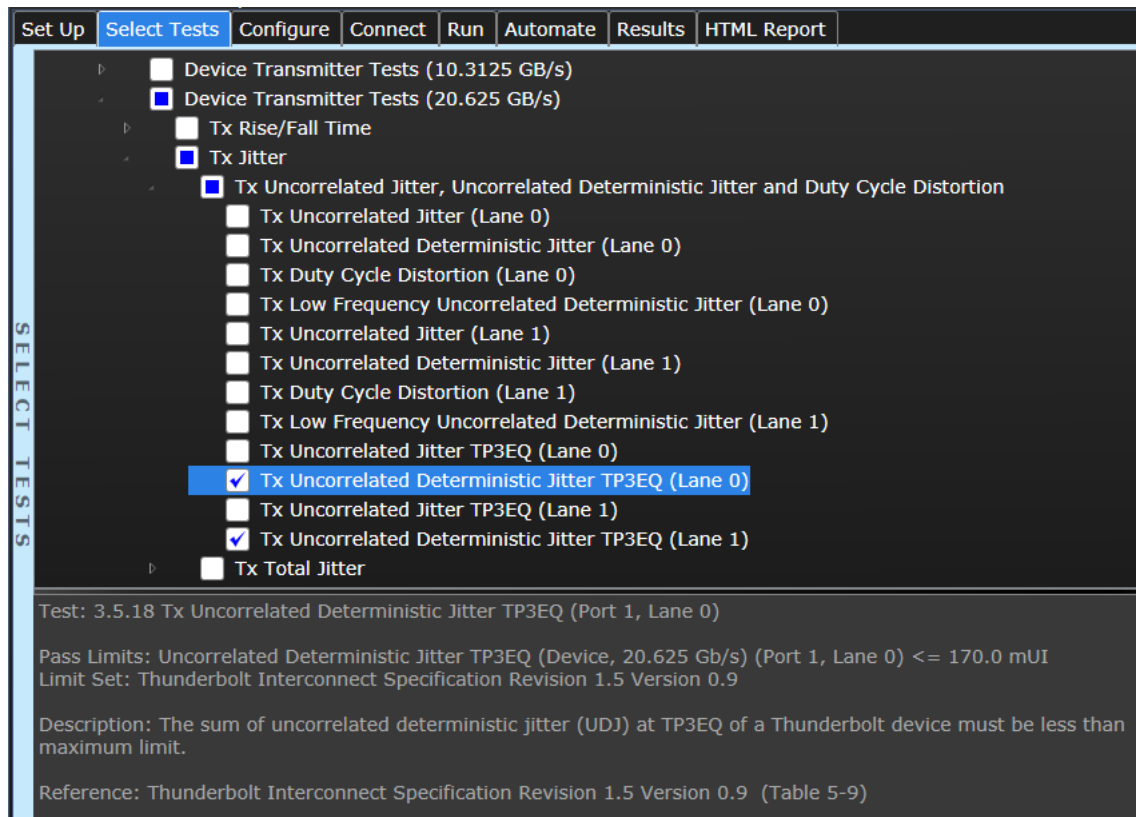 Set Up Select Tests Configure Connect Run Automate Results HTML Report
SELECT TESTS
Device Transmitter Tests (10.3125 GB/s)
Device Transmitter Tests (20.625 GB/s)
Tx Rise/Fall Time
Tx Jitter
Tx Uncorrelated Jitter, Uncorrelated Deterministic Jitter and Duty Cycle Distortion
Tx Uncorrelated Jitter (Lane 0)
Tx Uncorrelated Deterministic Jitter (Lane 0)
Tx Duty Cycle Distortion (Lane 0)
Tx Low Frequency Uncorrelated Deterministic Jitter (Lane 0)
Tx Uncorrelated Jitter (Lane 1)
Tx Uncorrelated Deterministic Jitter (Lane 1)
Tx Duty Cycle Distortion (Lane 1)
Tx Low Frequency Uncorrelated Deterministic Jitter (Lane 1)
Tx Uncorrelated Jitter TP3EQ (Lane 0)
Tx Uncorrelated Deterministic Jitter TP3EQ (Lane 0)
Tx Uncorrelated Jitter TP3EQ (Lane 1)
Tx Uncorrelated Deterministic Jitter TP3EQ (Lane 1)
Tx Total Jitter
Test: 3.5.18 Tx Uncorrelated Deterministic Jitter TP3EQ (Port 1, Lane 0)
Pass Limits: Uncorrelated Deterministic Jitter TP3EQ (Device, 20.625 Gb/s) (Port 1, Lane 0) <= 170.0 mUI
Limit Set: Thunderbolt Interconnect Specification Revision 1.5 Version 0.9
Description: The sum of uncorrelated deterministic jitter (UDJ) at TP3EQ of a Thunderbolt device must be less than
maximum limit.
Reference: Thunderbolt Interconnect Specification Revision 1.5 Version 0.9  (Table 5-9)